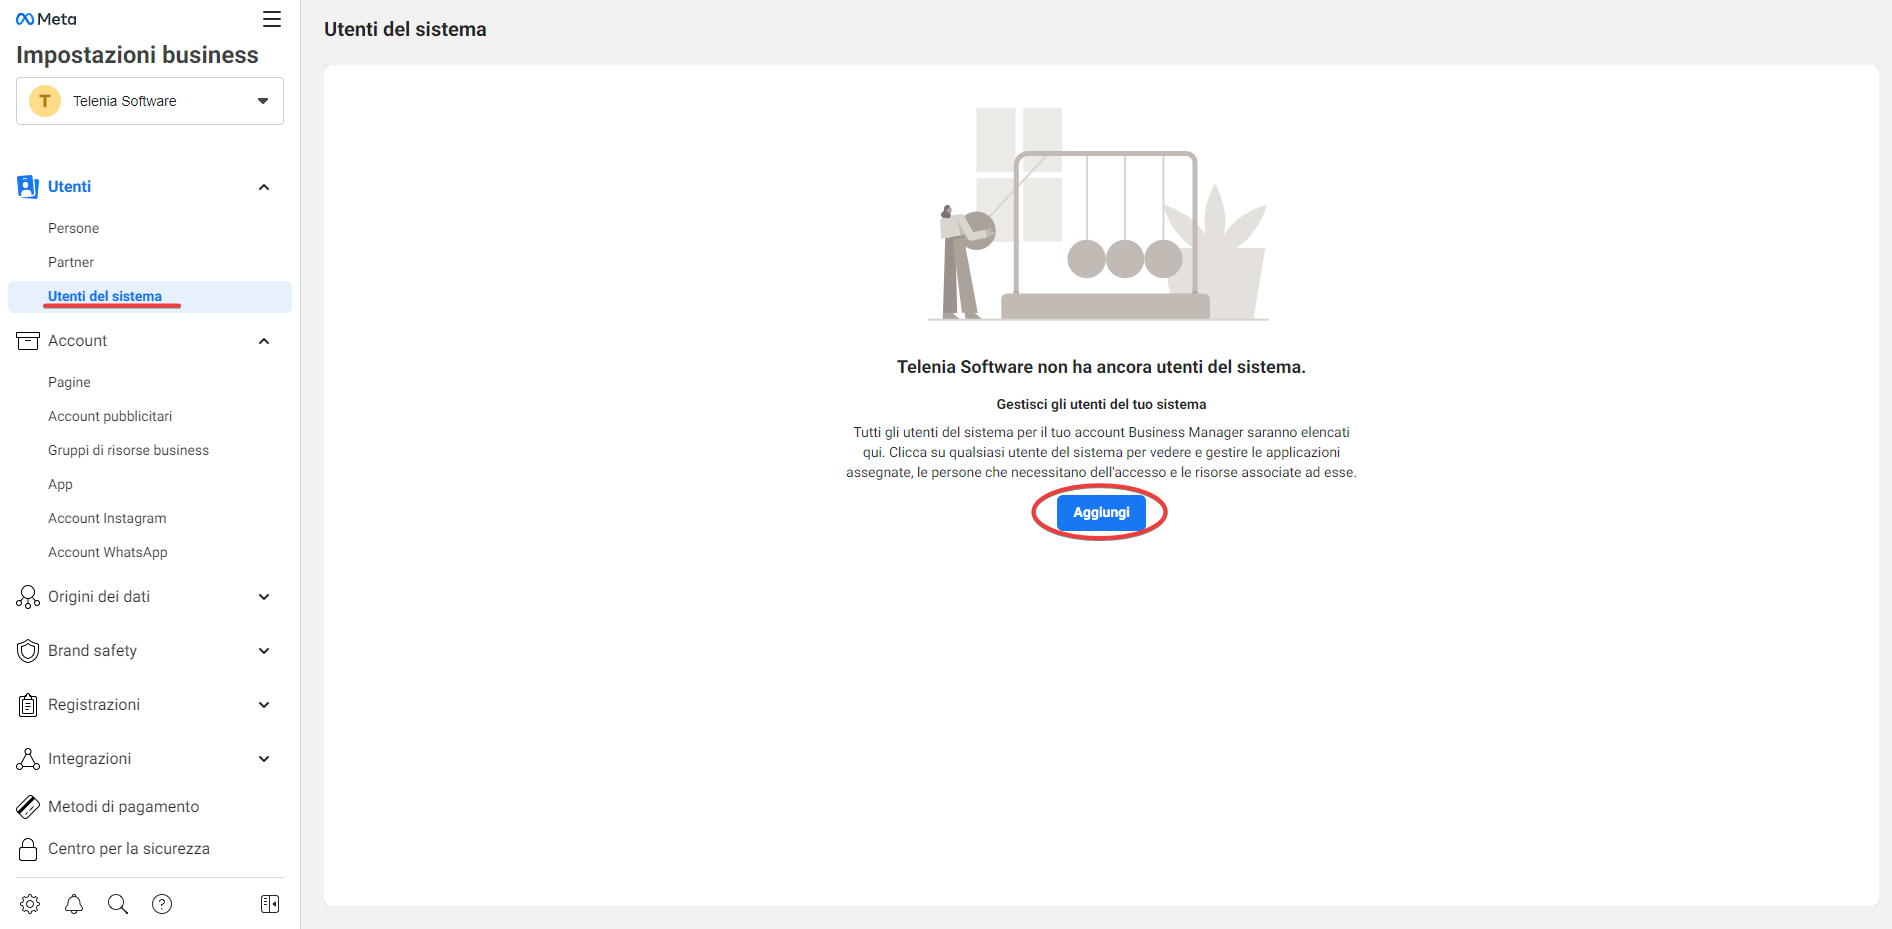 Meta
Impostazioni business
T Telenia Software
Utenti
Persone
Partner
Utenti del sistema
Account
Pagine
Account pubblicitari
Gruppi di risorse business
App
Account Instagram
Account WhatsApp
Origini dei dati
Brand safety
Registrazioni
Integrazioni
Metodi di pagamento
Centro per la sicurezza
Utenti del sistema
Telenia Software non ha ancora utenti del sistema.
Gestisci gli utenti del tuo sistema
Tutti gli utenti del sistema per il tuo account Business Manager saranno elencati
qui. Clicca su qualsiasi utente del sistema per vedere e gestire le applicazioni
assegnate, le persone che necessitano dell'accesso e le risorse associate ad esse.
Aggiungi